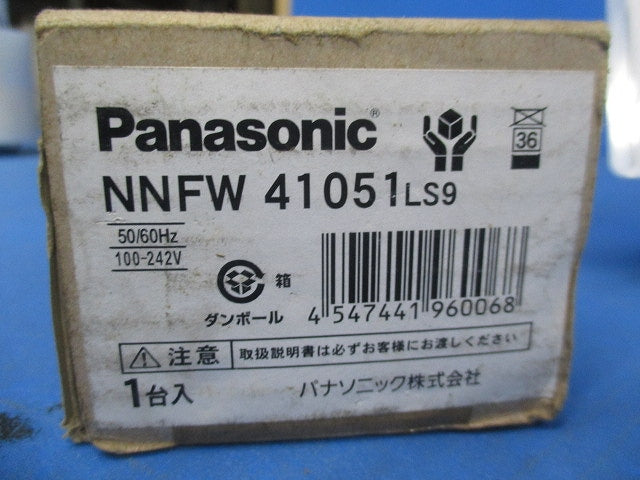 Panasonic®
36
NNFW 41051LS9
50/60Hz
100-242V
箱
ダンボール
4 547441 960068
注意 取扱説明書は必ずお客様にお渡しください
1台入
パナソニック株式会社